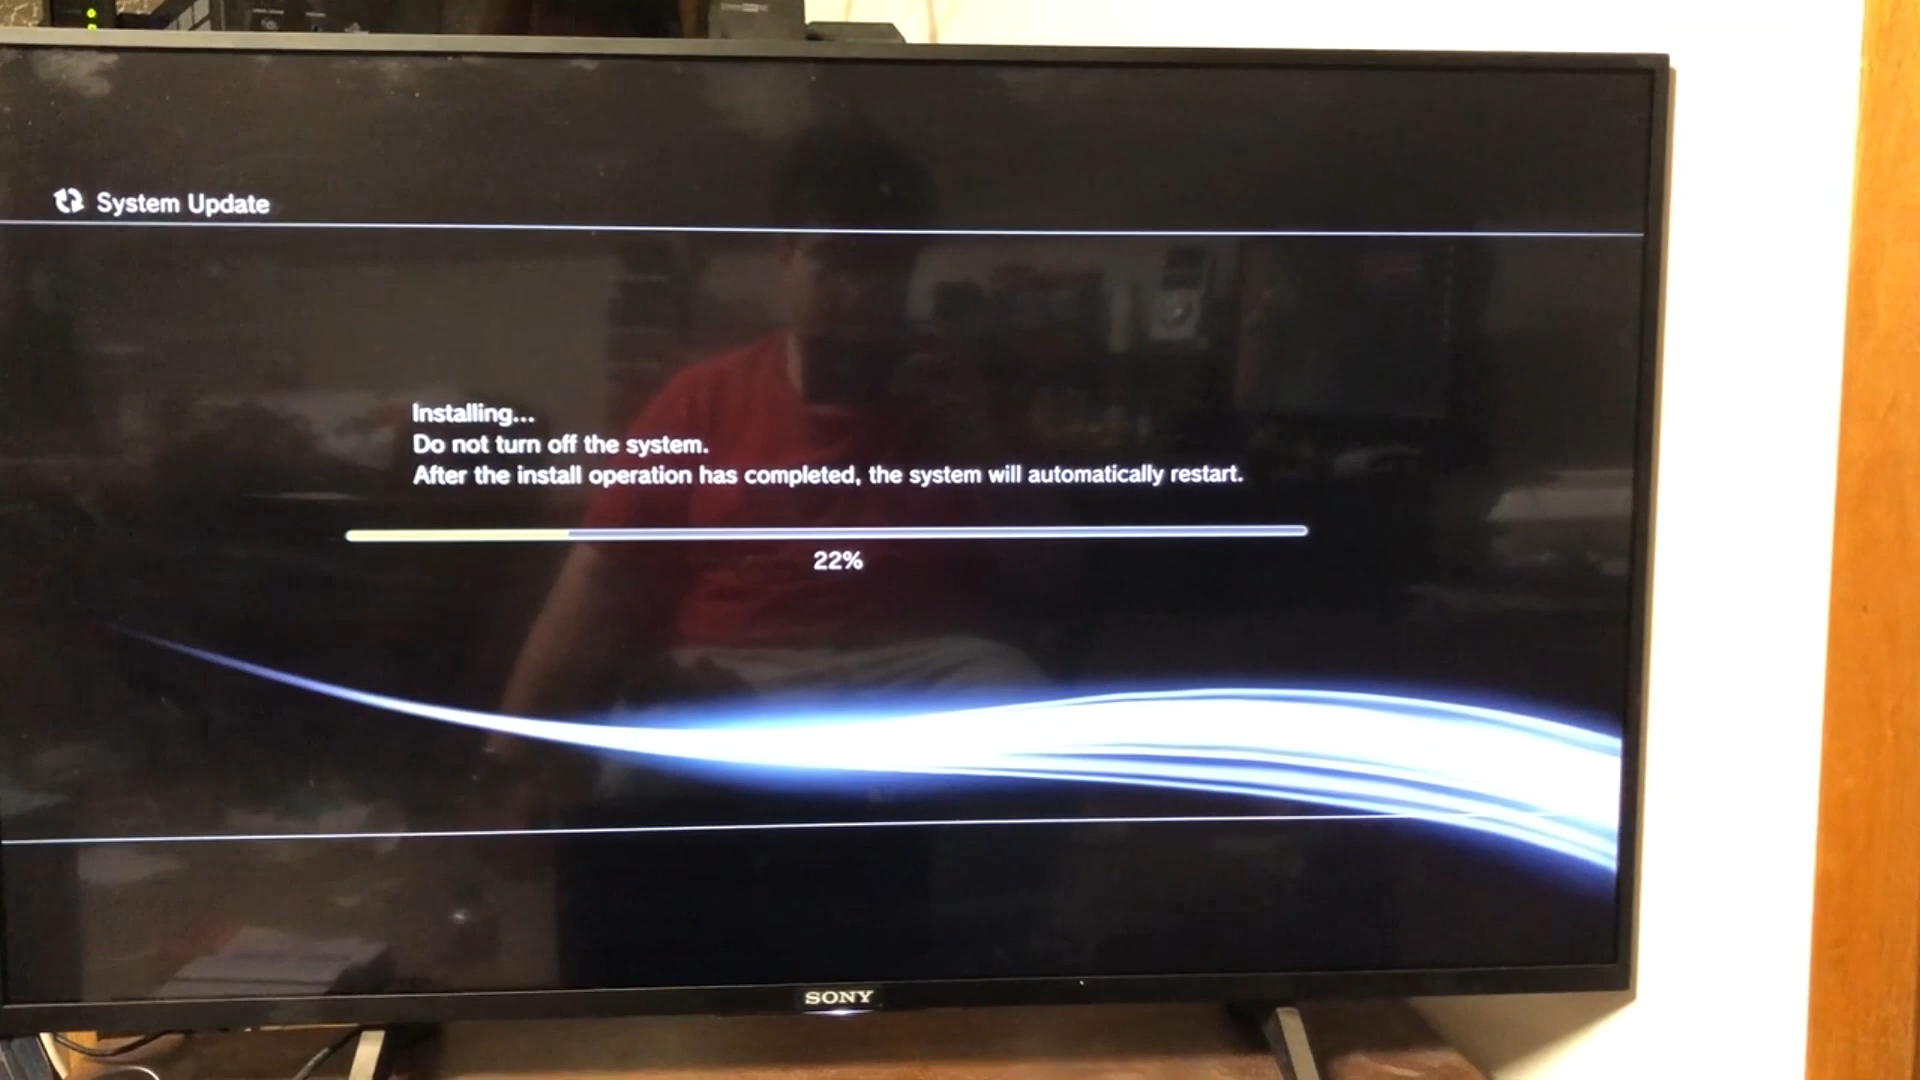 System Update
Installing...
Do not turn off the system.
After the install operation has completed, the system will automatically restart.
22%
SONY